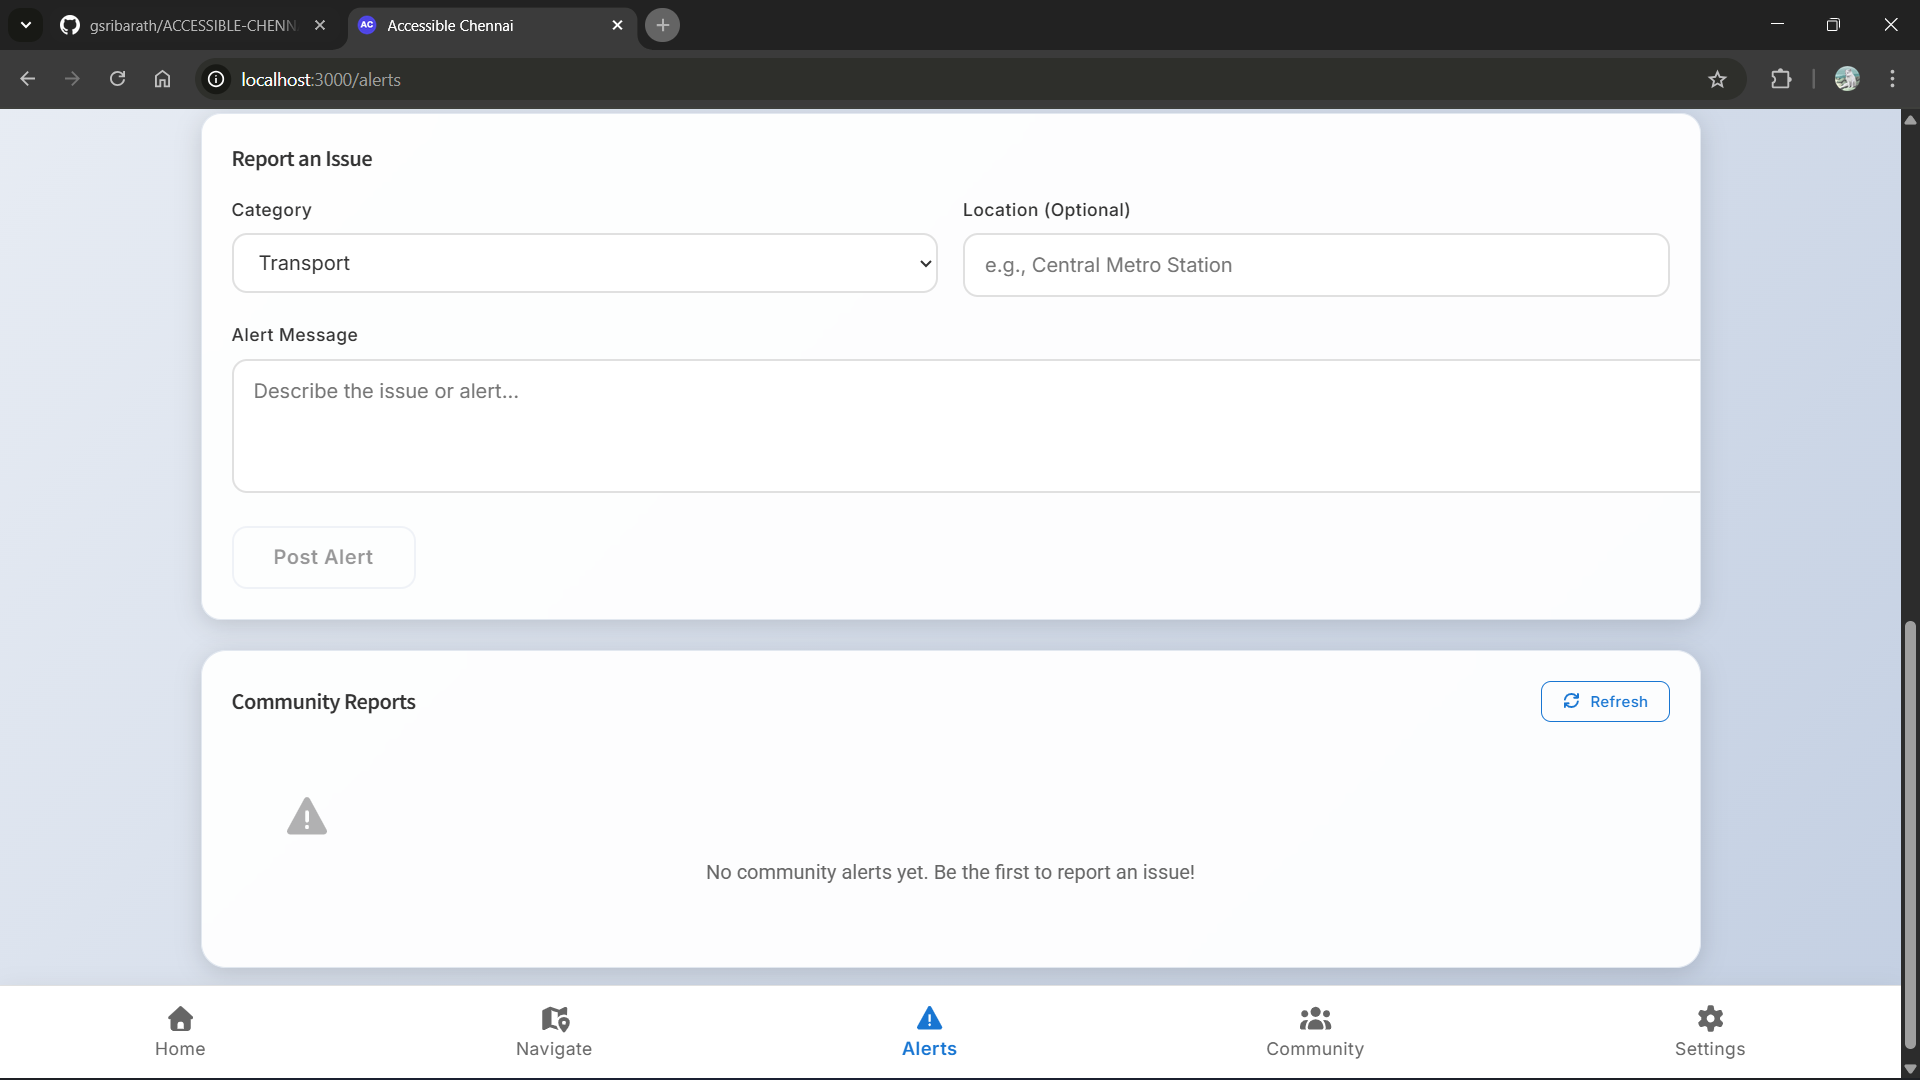 gsribarath/ACCESSIBLE-CHENN
AC Accessible Chennai
localhost:3000/alerts
Report an Issue
Category
Location (Optional)
Transport
e.g., Central Metro Station
Alert Message
Describe the issue or alert...
Post Alert
Community Reports
Refresh
No community alerts yet. Be the first to report an issue!
Home
Navigate
Alerts
Community
Settings